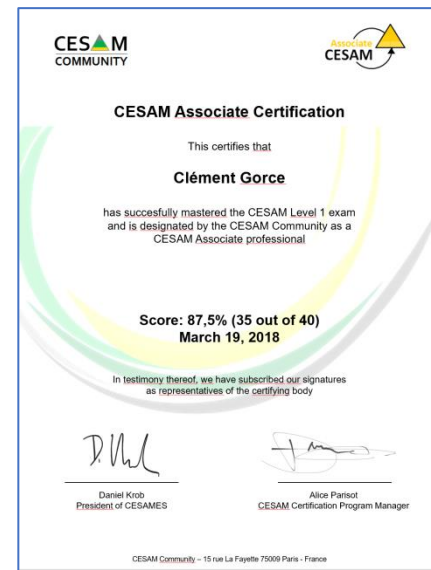 CESAM
COMMUNITY
Associate
CESAM
CESAM Associate Certification
This certifies that
Clément Gorce
has succesfully mastered the CESAM Level 1 exam
and is designated by the CESAM Community as a
CESAM Associate professional
Score: 87,5% (35 out of 40)
March 19, 2018
In testimony thereof, we have subscribed our signatures
as representatives of the certifying body
Daniel Krob
President of CESAMES
Alice Parisot
CESAM Certification Program Manager
CESAM Community – 15 rue La Fayette 75009 Paris - France